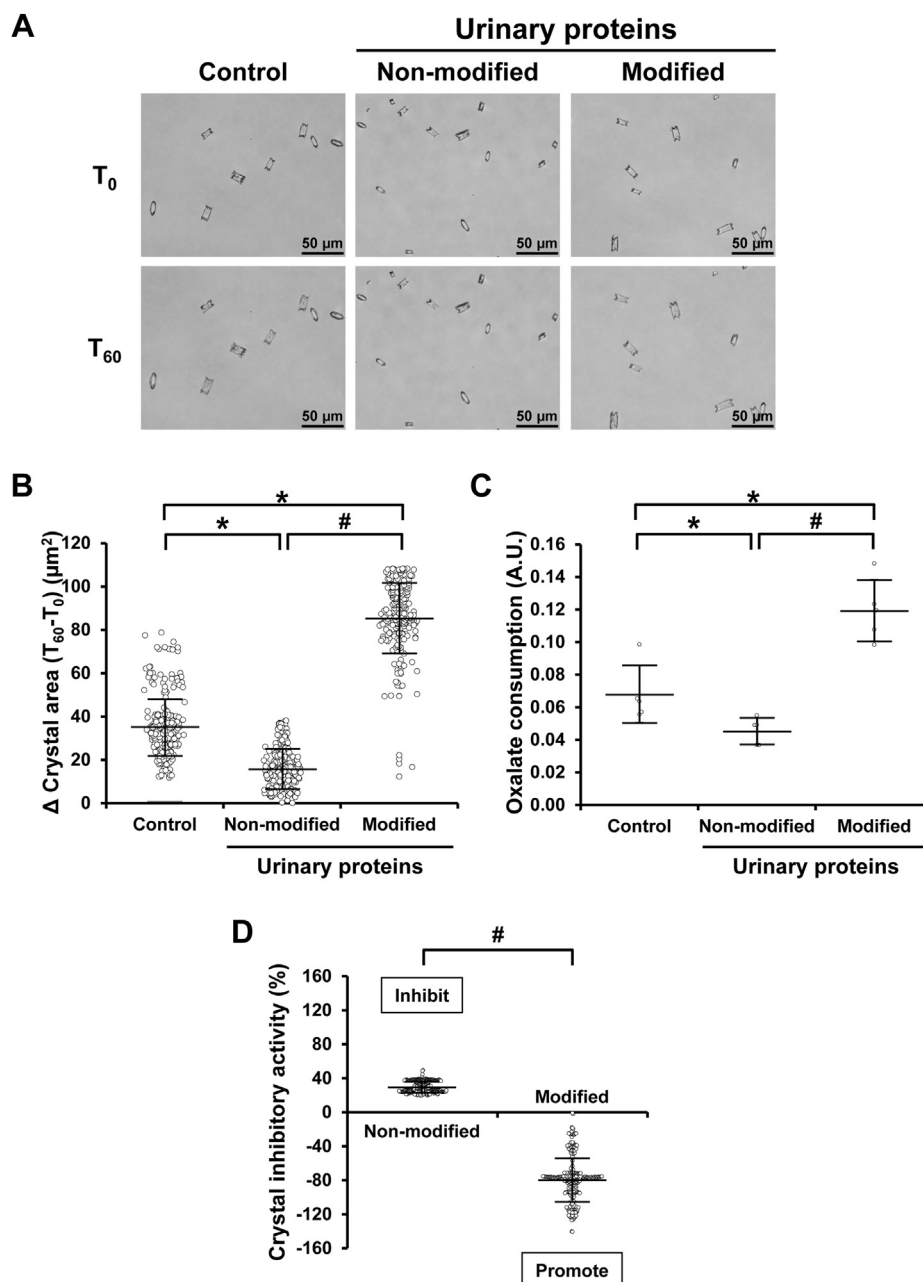 A
Urinary proteins
Control Non-modified Modified
T0
50 µm 50 µm 50 µm
T60
50 µm 50 µm 50 µm
B
* 
* #
Δ Crystal area (T60-T0) (µm²)
120
100
80
60
40
20
0
Control Non-modified Modified
Urinary proteins
C
*
* #
Oxalate consumption (A.U.)
0.16
0.14
0.12
0.10
0.08
0.06
0.04
0.02
0.00
Control Non-modified Modified
Urinary proteins
D
#
Crystal inhibitory activity (%)
160
120
80
40
0
-40
-80
-120
-160
Inhibit
Modified
Non-modified
Promote